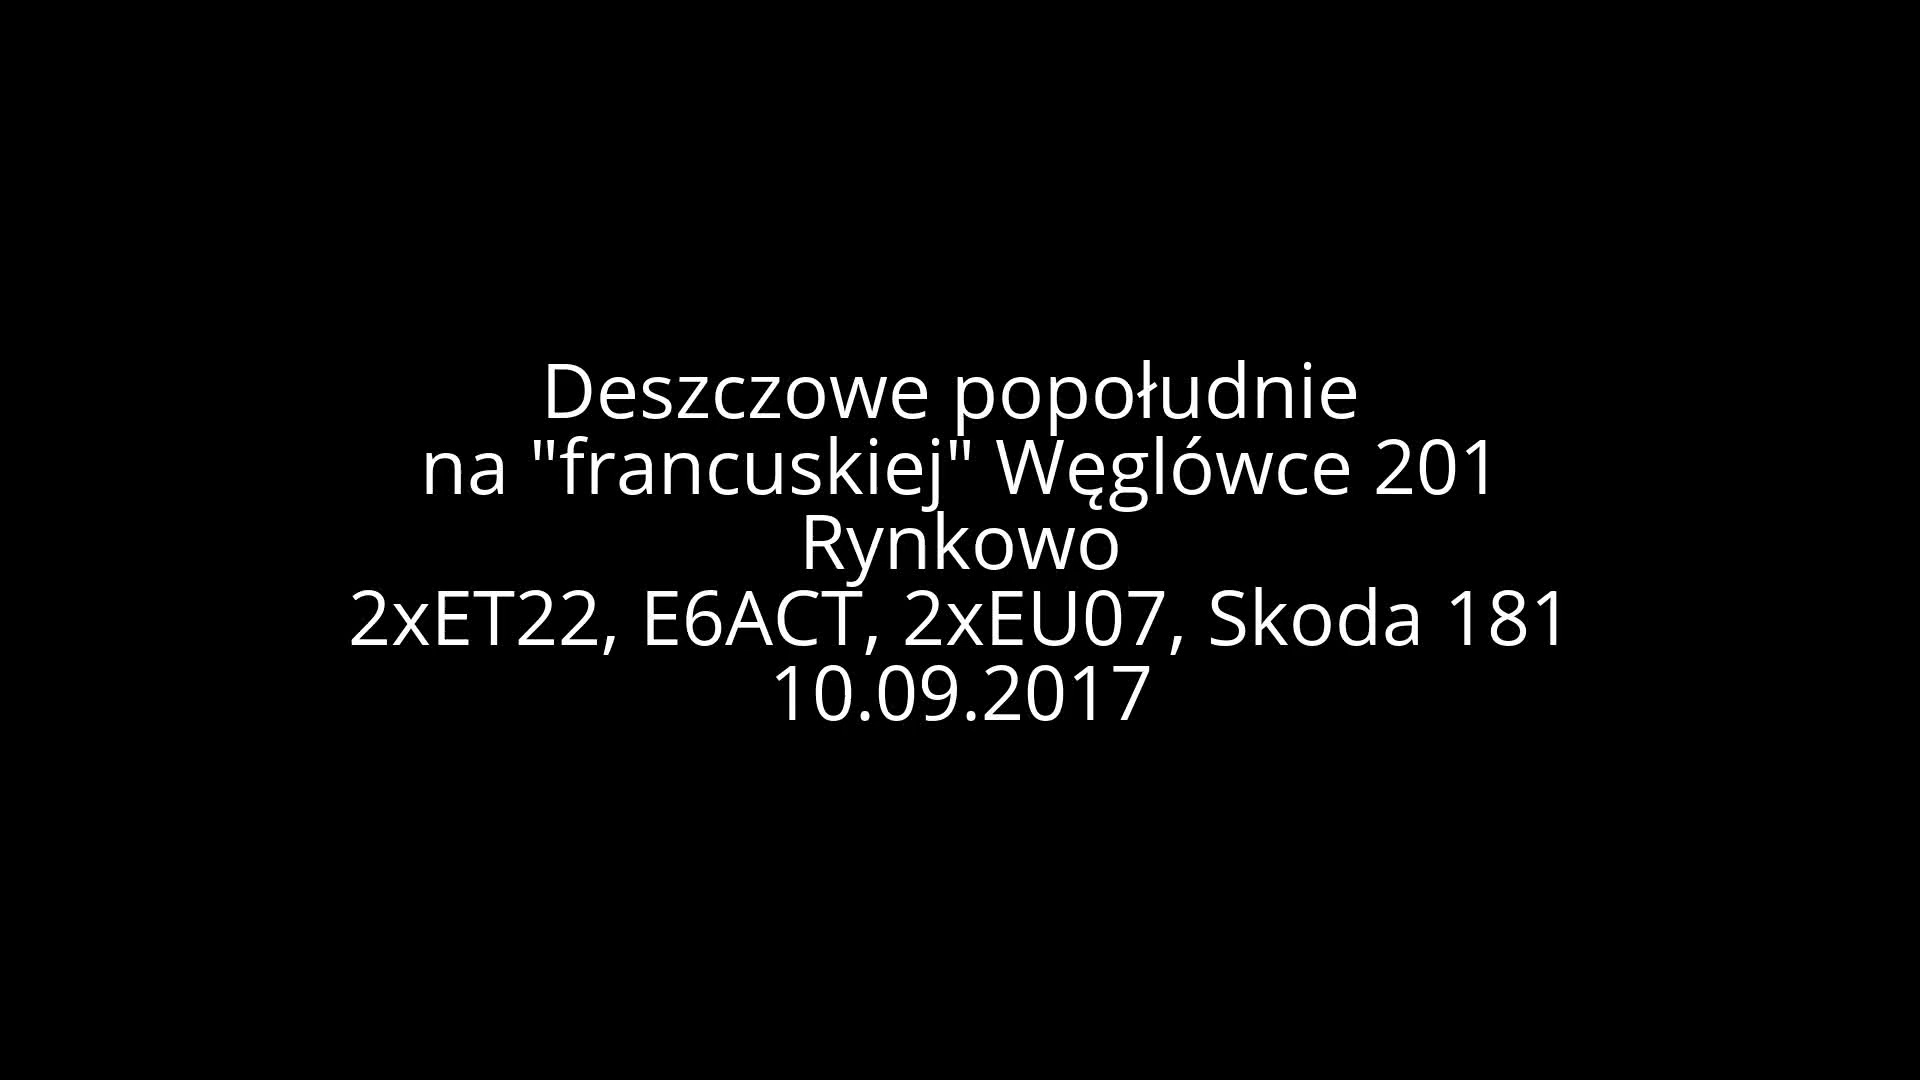 Deszczowe popołudnie
na "francuskiej" Węglówce 201
Rynkowo
2xET22, E6ACT, 2xEU07, Skoda 181
10.09.2017